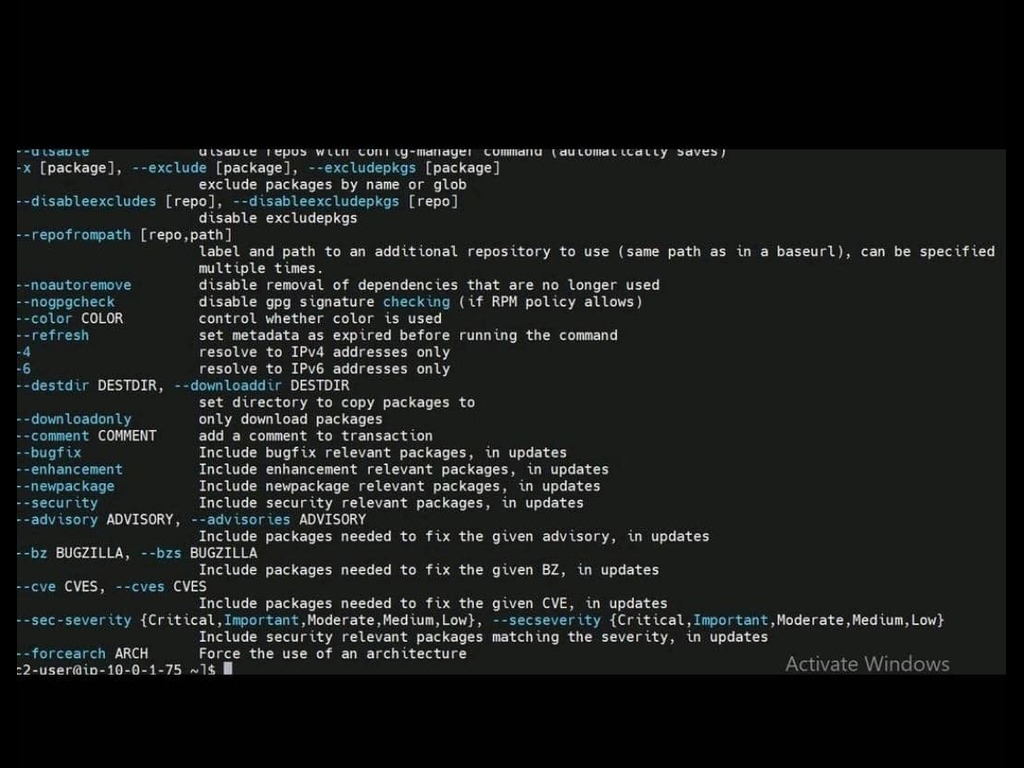 --disable disable repos with config-manager command (automatically saves)
-x [package], --exclude [package], --excludepkgs [package]
exclude packages by name or glob
--disableexcludes [repo], --disableexcludepkgs [repo]
disable excludepkgs
--repofrompath [repo,path]
label and path to an additional repository to use (same path as in a baseurl), can be specified
multiple times.
--noautoremove disable removal of dependencies that are no longer used
--nogpgcheck disable gpg signature checking (if RPM policy allows)
--color COLOR control whether color is used
--refresh set metadata as expired before running the command
-4 resolve to IPv4 addresses only
-6 resolve to IPv6 addresses only
--destdir DESTDIR, --downloaddir DESTDIR
set directory to copy packages to
--downloadonly only download packages
--comment COMMENT add a comment to transaction
--bugfix Include bugfix relevant packages, in updates
--enhancement Include enhancement relevant packages, in updates
--newpackage Include newpackage relevant packages, in updates
--security Include security relevant packages, in updates
--advisory ADVISORY, --advisories ADVISORY
Include packages needed to fix the given advisory, in updates
--bz BUGZILLA, --bzs BUGZILLA
Include packages needed to fix the given BZ, in updates
--cve CVES, --cves CVES
Include packages needed to fix the given CVE, in updates
--sec-severity {Critical,Important,Moderate,Medium,Low}, --secseverity {Critical,Important,Moderate,Medium,Low}
Include security relevant packages matching the severity, in updates
--forcearch ARCH Force the use of an architecture
c2-user@ip-10-0-1-75 ~]$
Activate Windows